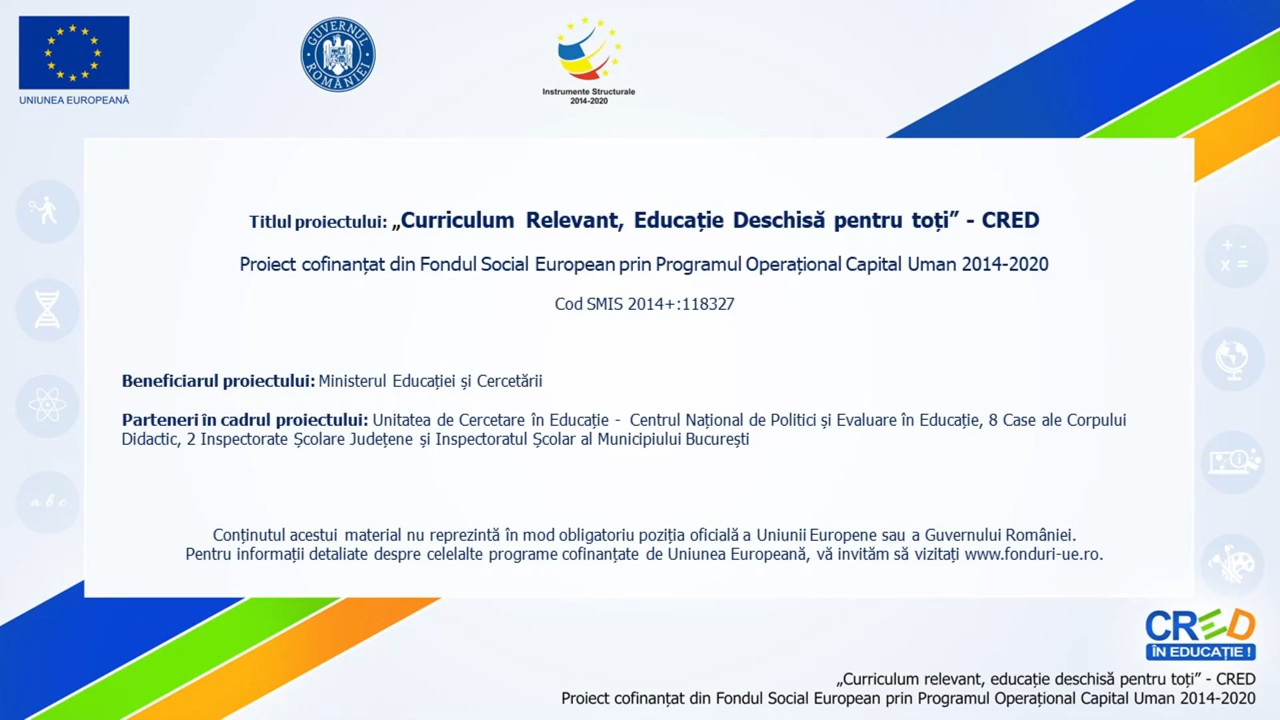 UNIUNEA EUROPEANĂ
GUVERNUL ROMÂNIEI
Instrumente Structurale
2014-2020
Titlul proiectului: „Curriculum Relevant, Educație Deschisă pentru toți” - CRED
Proiect cofinanțat din Fondul Social European prin Programul Operațional Capital Uman 2014-2020
Cod SMIS 2014+:118327
Beneficiarul proiectului: Ministerul Educației și Cercetării
Parteneri în cadrul proiectului: Unitatea de Cercetare în Educație - Centrul Național de Politici și Evaluare în Educație, 8 Case ale Corpului
Didactic, 2 Inspectorate Școlare Județene și Inspectoratul Școlar al Municipiului București
a b c
+ -
x =
Conținutul acestui material nu reprezintă în mod obligatoriu poziția oficială a Uniunii Europene sau a Guvernului României.
Pentru informații detaliate despre celelalte programe cofinanțate de Uniunea Europeană, vă invităm să vizitați www.fonduri-ue.ro.
CRED
ÎN EDUCAȚIE !
„Curriculum relevant, educație deschisă pentru toți” - CRED
Proiect cofinanțat din Fondul Social European prin Programul Operațional Capital Uman 2014-2020